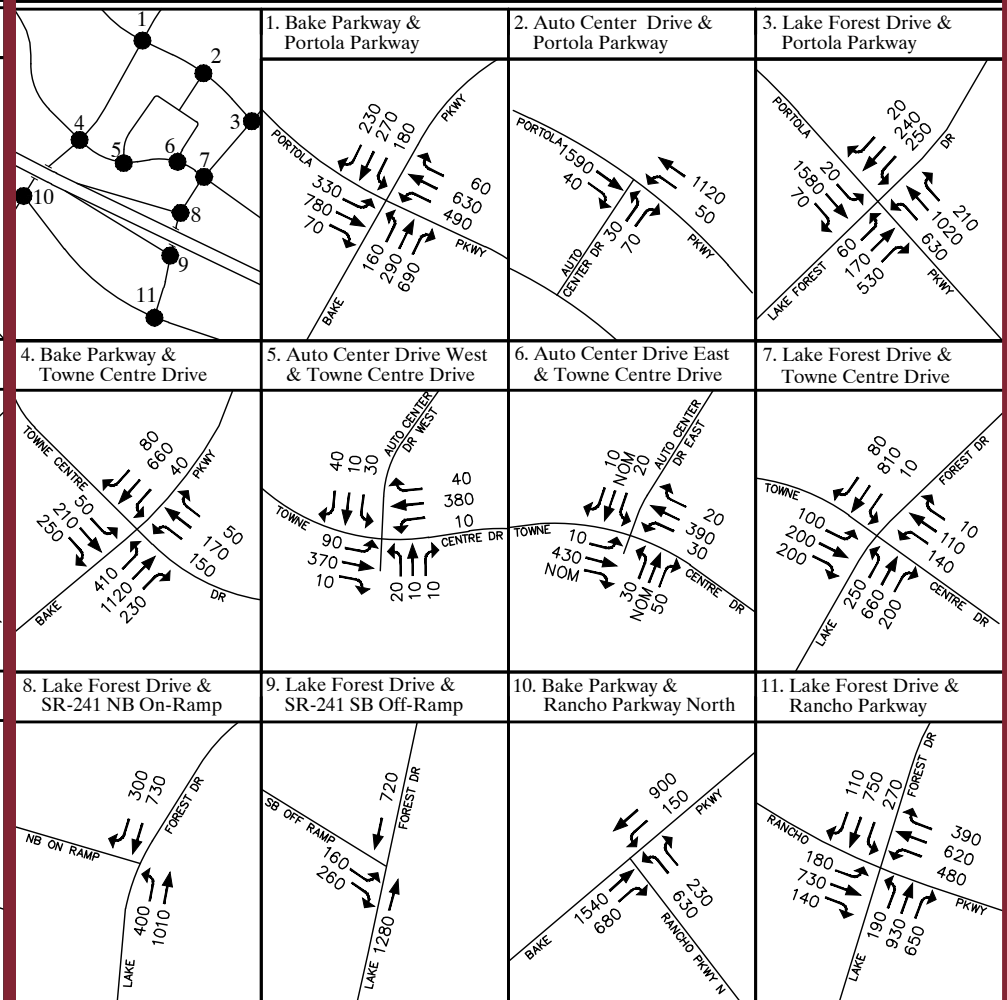 1
2
3
4
5
6
7
8
9
10
11
1. Bake Parkway &
Portola Parkway
PORTOLA
PKWY
230
270
180
330
780
70
60
630
490
160
290
690
PKWY
BAKE
2. Auto Center Drive &
Portola Parkway
PORTOLA
1590
40
1120
50
30
70
AUTO
CENTER DR
PKWY
3. Lake Forest Drive &
Portola Parkway
PORTOLA
DR
20
240
250
20
1580
70
210
1020
630
60
170
530
LAKE FOREST
PKWY
4. Bake Parkway &
Towne Centre Drive
TOWNE CENTRE
PKWY
80
660
40
50
210
250
50
170
150
410
1120
230
BAKE
DR
5. Auto Center Drive West
& Towne Centre Drive
AUTO CENTER
DR WEST
40
10
30
40
380
10
TOWNE
CENTRE DR
90
370
10
20
10
10
6. Auto Center Drive East
& Towne Centre Drive
AUTO CENTER
DR EAST
10
NOM
20
20
390
30
TOWNE
10
430
NOM
30
NOM
50
CENTRE DR
7. Lake Forest Drive &
Towne Centre Drive
FOREST DR
80
810
10
TOWNE
100
200
200
10
110
140
250
660
200
CENTRE DR
LAKE
8. Lake Forest Drive &
SR-241 NB On-Ramp
300
730
FOREST DR
NB ON RAMP
400
1010
LAKE
9. Lake Forest Drive &
SR-241 SB Off-Ramp
720
FOREST DR
SB OFF RAMP
160
260
1280
LAKE
10. Bake Parkway &
Rancho Parkway North
900
150
PKWY
1540
680
230
630
BAKE
RANCHO PKWY N
11. Lake Forest Drive &
Rancho Parkway
FOREST DR
110
750
270
RANCHO
390
620
480
180
730
140
190
930
650
PKWY
LAKE